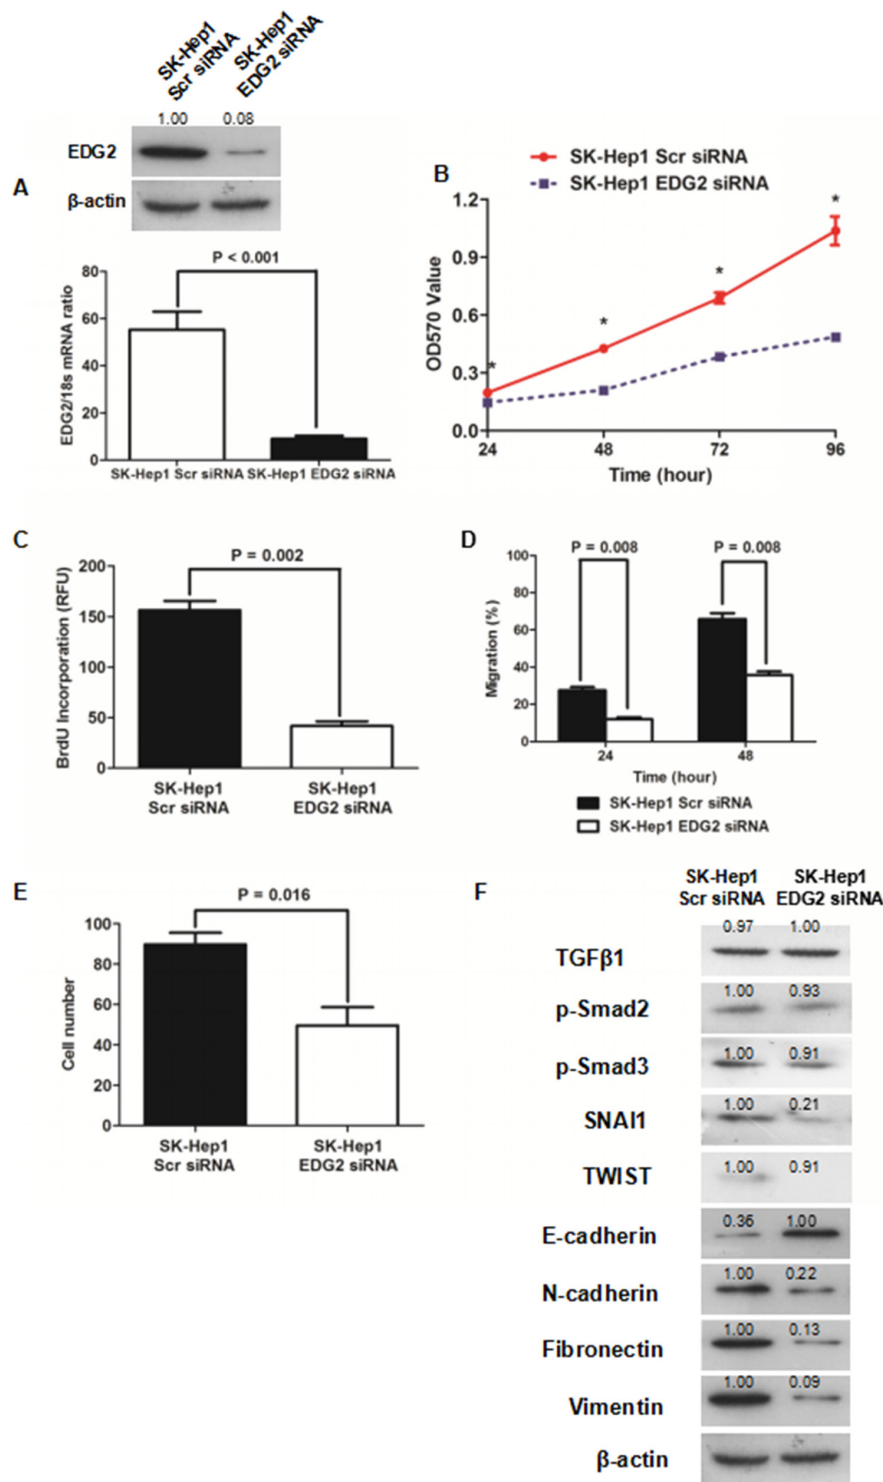 SK-Hep1
Scr siRNA
SK-Hep1
EDG2 siRNA
1.00 0.08
EDG2
A
β-actin
P < 0.001
80
60
40
20
0
EDG2/18s mRNA ratio
SK-Hep1 Scr siRNA SK-Hep1 EDG2 siRNA
B
SK-Hep1 Scr siRNA
SK-Hep1 EDG2 siRNA
1.2
0.9
0.6
0.3
0.0
OD570 Value
* * * *
24 48 72 96
Time (hour)
C
P = 0.002
200
150
100
50
0
BrdU Incorporation (RFU)
SK-Hep1 SK-Hep1
Scr siRNA EDG2 siRNA
D
P = 0.008 P = 0.008
100
80
60
40
20
0
Migration (%)
24 48
Time (hour)
SK-Hep1 Scr siRNA
SK-Hep1 EDG2 siRNA
E
P = 0.016
100
80
60
40
20
0
Cell number
SK-Hep1 SK-Hep1
Scr siRNA EDG2 siRNA
F
SK-Hep1 SK-Hep1
Scr siRNA EDG2 siRNA
0.97 1.00
TGFβ1
1.00 0.93
p-Smad2
1.00 0.91
p-Smad3
1.00 0.21
SNAI1
1.00 0.91
TWIST
0.36 1.00
E-cadherin
1.00 0.22
N-cadherin
1.00 0.13
Fibronectin
1.00 0.09
Vimentin
β-actin